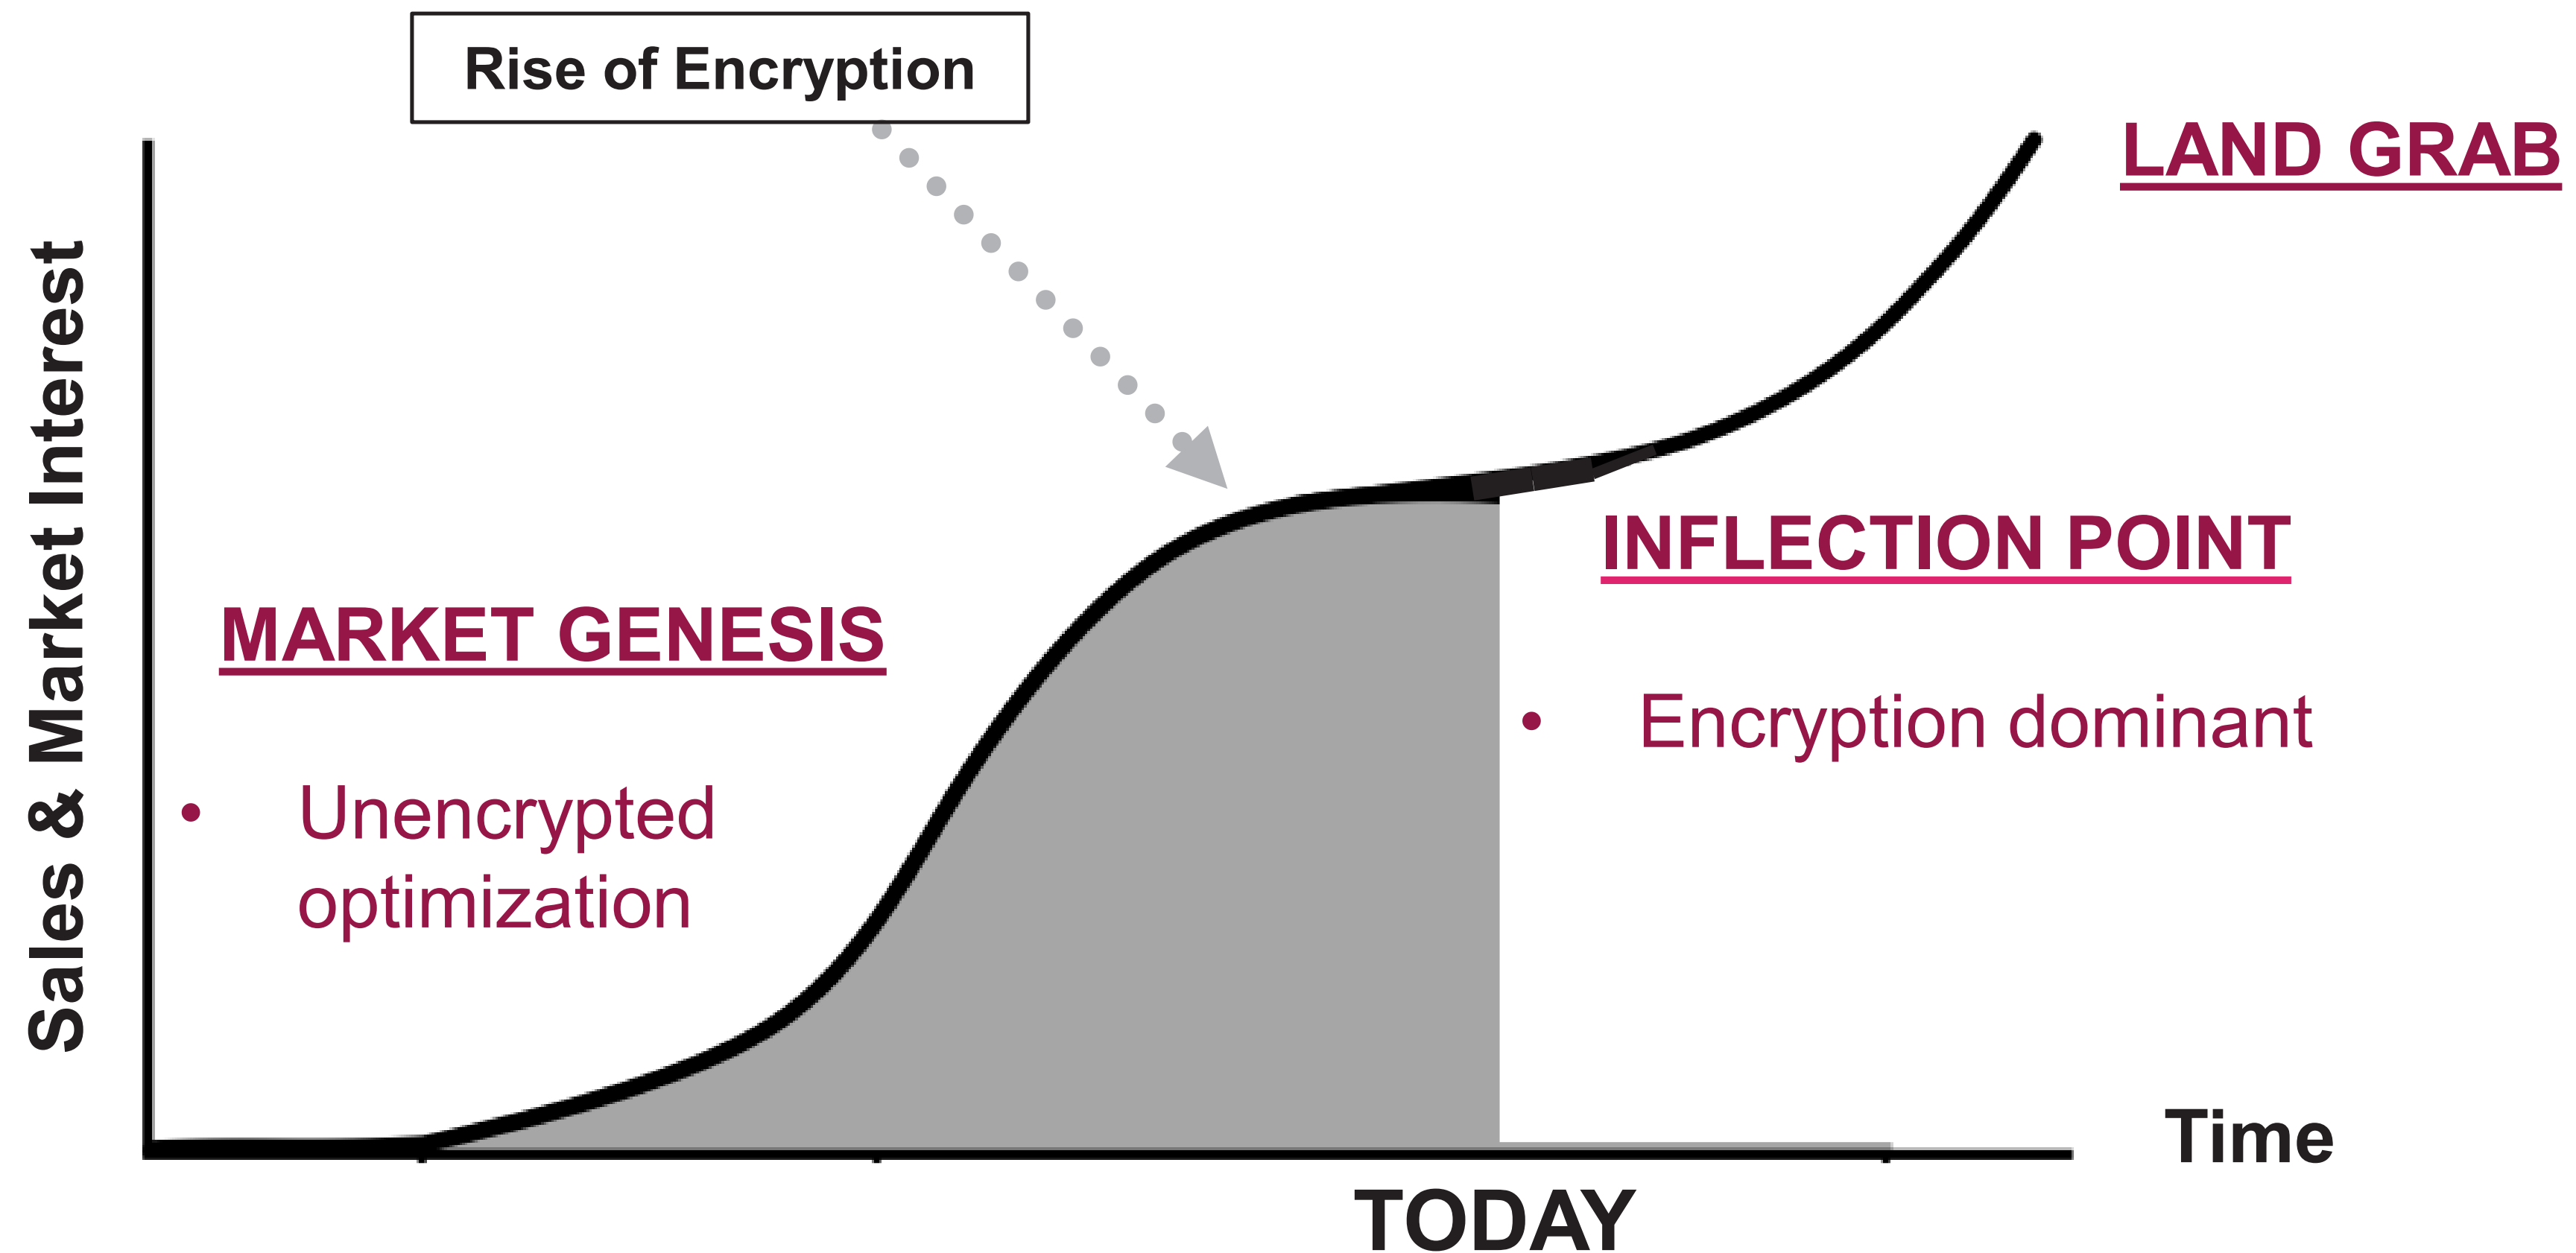 Rise of Encryption
LAND GRAB
Sales & Market Interest
INFLECTION POINT
• Encryption dominant
MARKET GENESIS
• Unencrypted
optimization
Time
TODAY